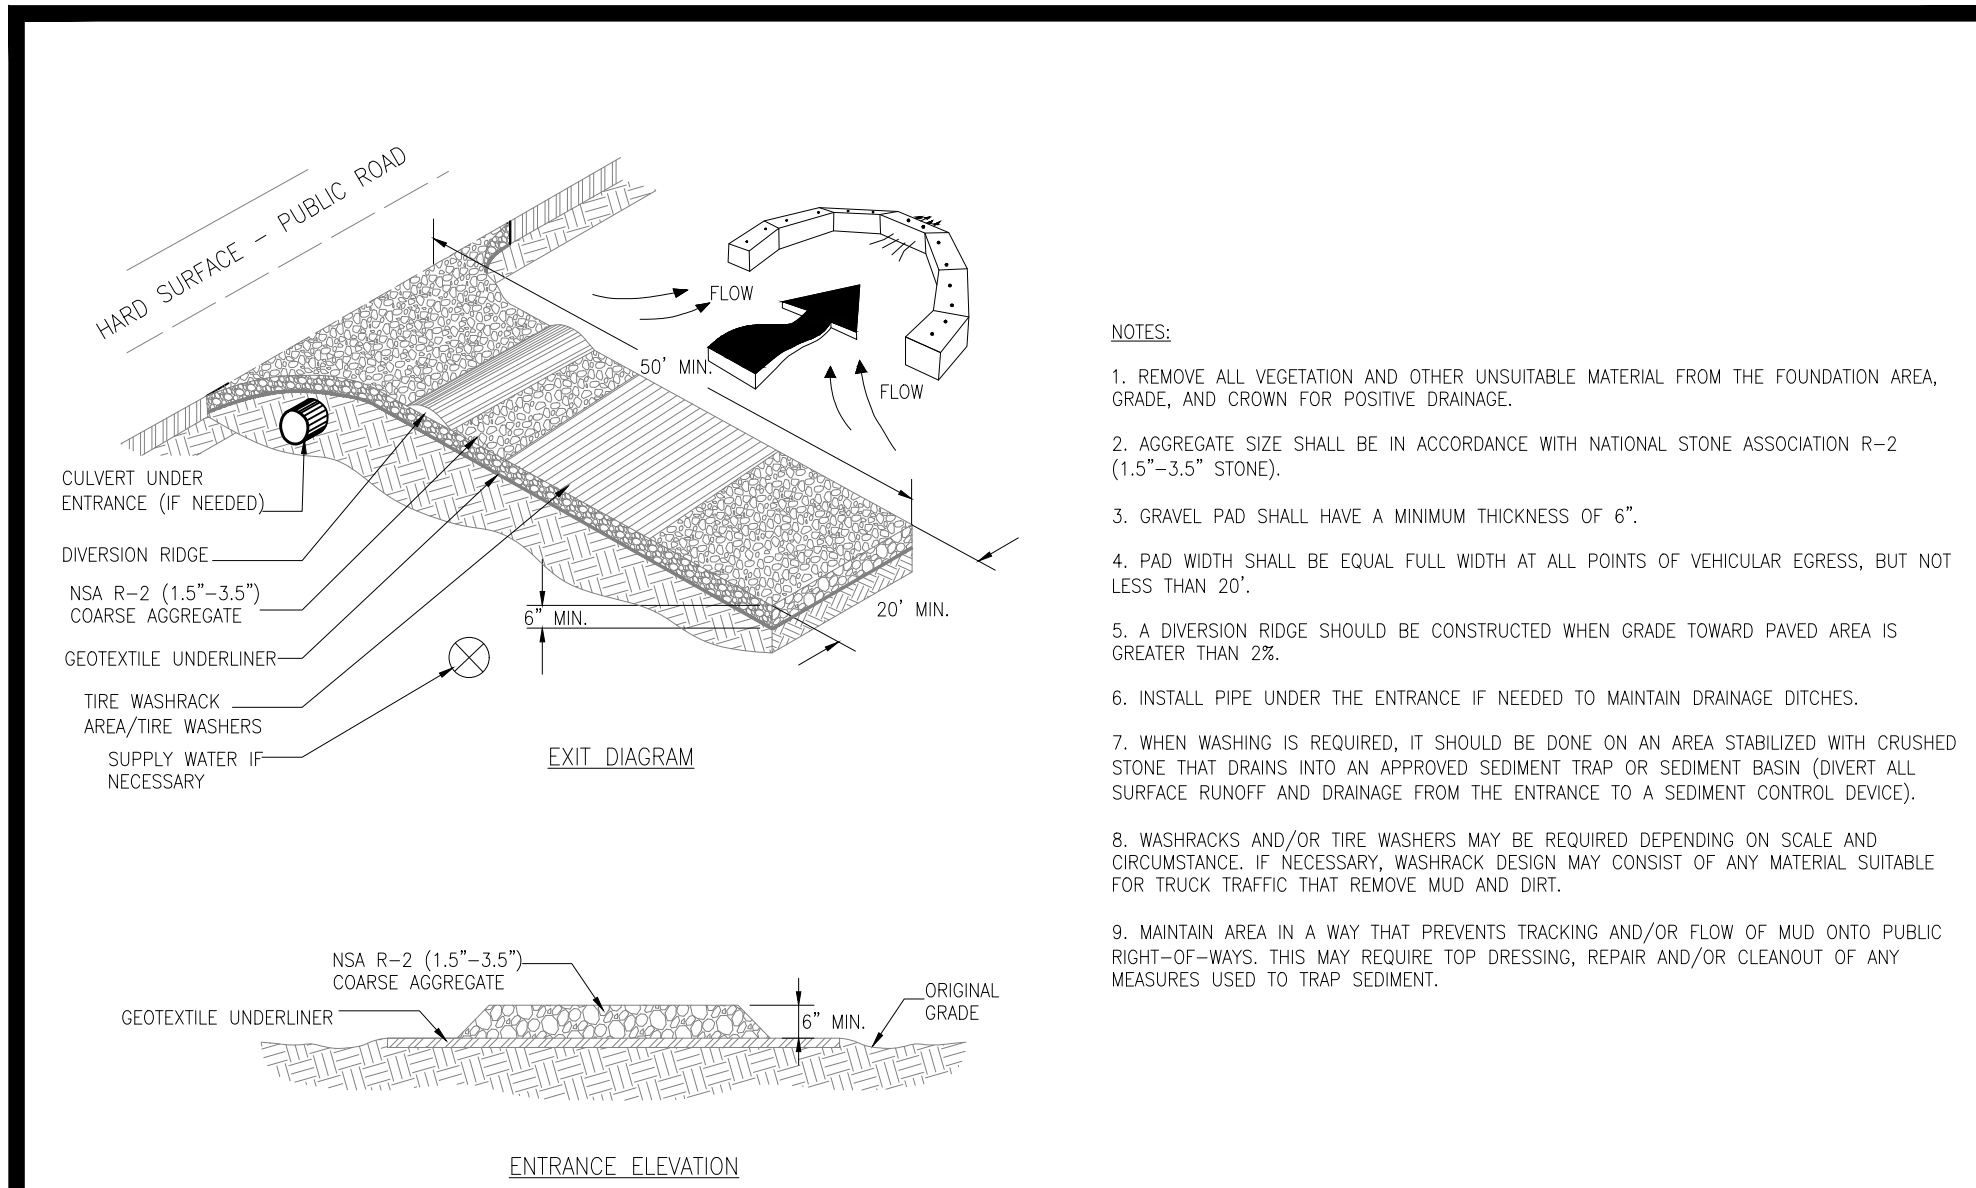 HARD SURFACE - PUBLIC ROAD
FLOW
50' MIN.
FLOW
CULVERT UNDER
ENTRANCE (IF NEEDED)
DIVERSION RIDGE
NSA R-2 (1.5"-3.5")
COARSE AGGREGATE
GEOTEXTILE UNDERLINER
TIRE WASHRACK
AREA/TIRE WASHERS
SUPPLY WATER IF
NECESSARY
6" MIN.
20' MIN.
EXIT DIAGRAM
NSA R-2 (1.5"-3.5")
COARSE AGGREGATE
GEOTEXTILE UNDERLINER
6" MIN.
ORIGINAL
GRADE
ENTRANCE ELEVATION
NOTES:
1. REMOVE ALL VEGETATION AND OTHER UNSUITABLE MATERIAL FROM THE FOUNDATION AREA,
GRADE, AND CROWN FOR POSITIVE DRAINAGE.
2. AGGREGATE SIZE SHALL BE IN ACCORDANCE WITH NATIONAL STONE ASSOCIATION R-2
(1.5"-3.5" STONE).
3. GRAVEL PAD SHALL HAVE A MINIMUM THICKNESS OF 6".
4. PAD WIDTH SHALL BE EQUAL FULL WIDTH AT ALL POINTS OF VEHICULAR EGRESS, BUT NOT
LESS THAN 20'.
5. A DIVERSION RIDGE SHOULD BE CONSTRUCTED WHEN GRADE TOWARD PAVED AREA IS
GREATER THAN 2%.
6. INSTALL PIPE UNDER THE ENTRANCE IF NEEDED TO MAINTAIN DRAINAGE DITCHES.
7. WHEN WASHING IS REQUIRED, IT SHOULD BE DONE ON AN AREA STABILIZED WITH CRUSHED
STONE THAT DRAINS INTO AN APPROVED SEDIMENT TRAP OR SEDIMENT BASIN (DIVERT ALL
SURFACE RUNOFF AND DRAINAGE FROM THE ENTRANCE TO A SEDIMENT CONTROL DEVICE).
8. WASHRACKS AND/OR TIRE WASHERS MAY BE REQUIRED DEPENDING ON SCALE AND
CIRCUMSTANCE. IF NECESSARY, WASHRACK DESIGN MAY CONSIST OF ANY MATERIAL SUITABLE
FOR TRUCK TRAFFIC THAT REMOVE MUD AND DIRT.
9. MAINTAIN AREA IN A WAY THAT PREVENTS TRACKING AND/OR FLOW OF MUD ONTO PUBLIC
RIGHT-OF-WAYS. THIS MAY REQUIRE TOP DRESSING, REPAIR AND/OR CLEANOUT OF ANY
MEASURES USED TO TRAP SEDIMENT.